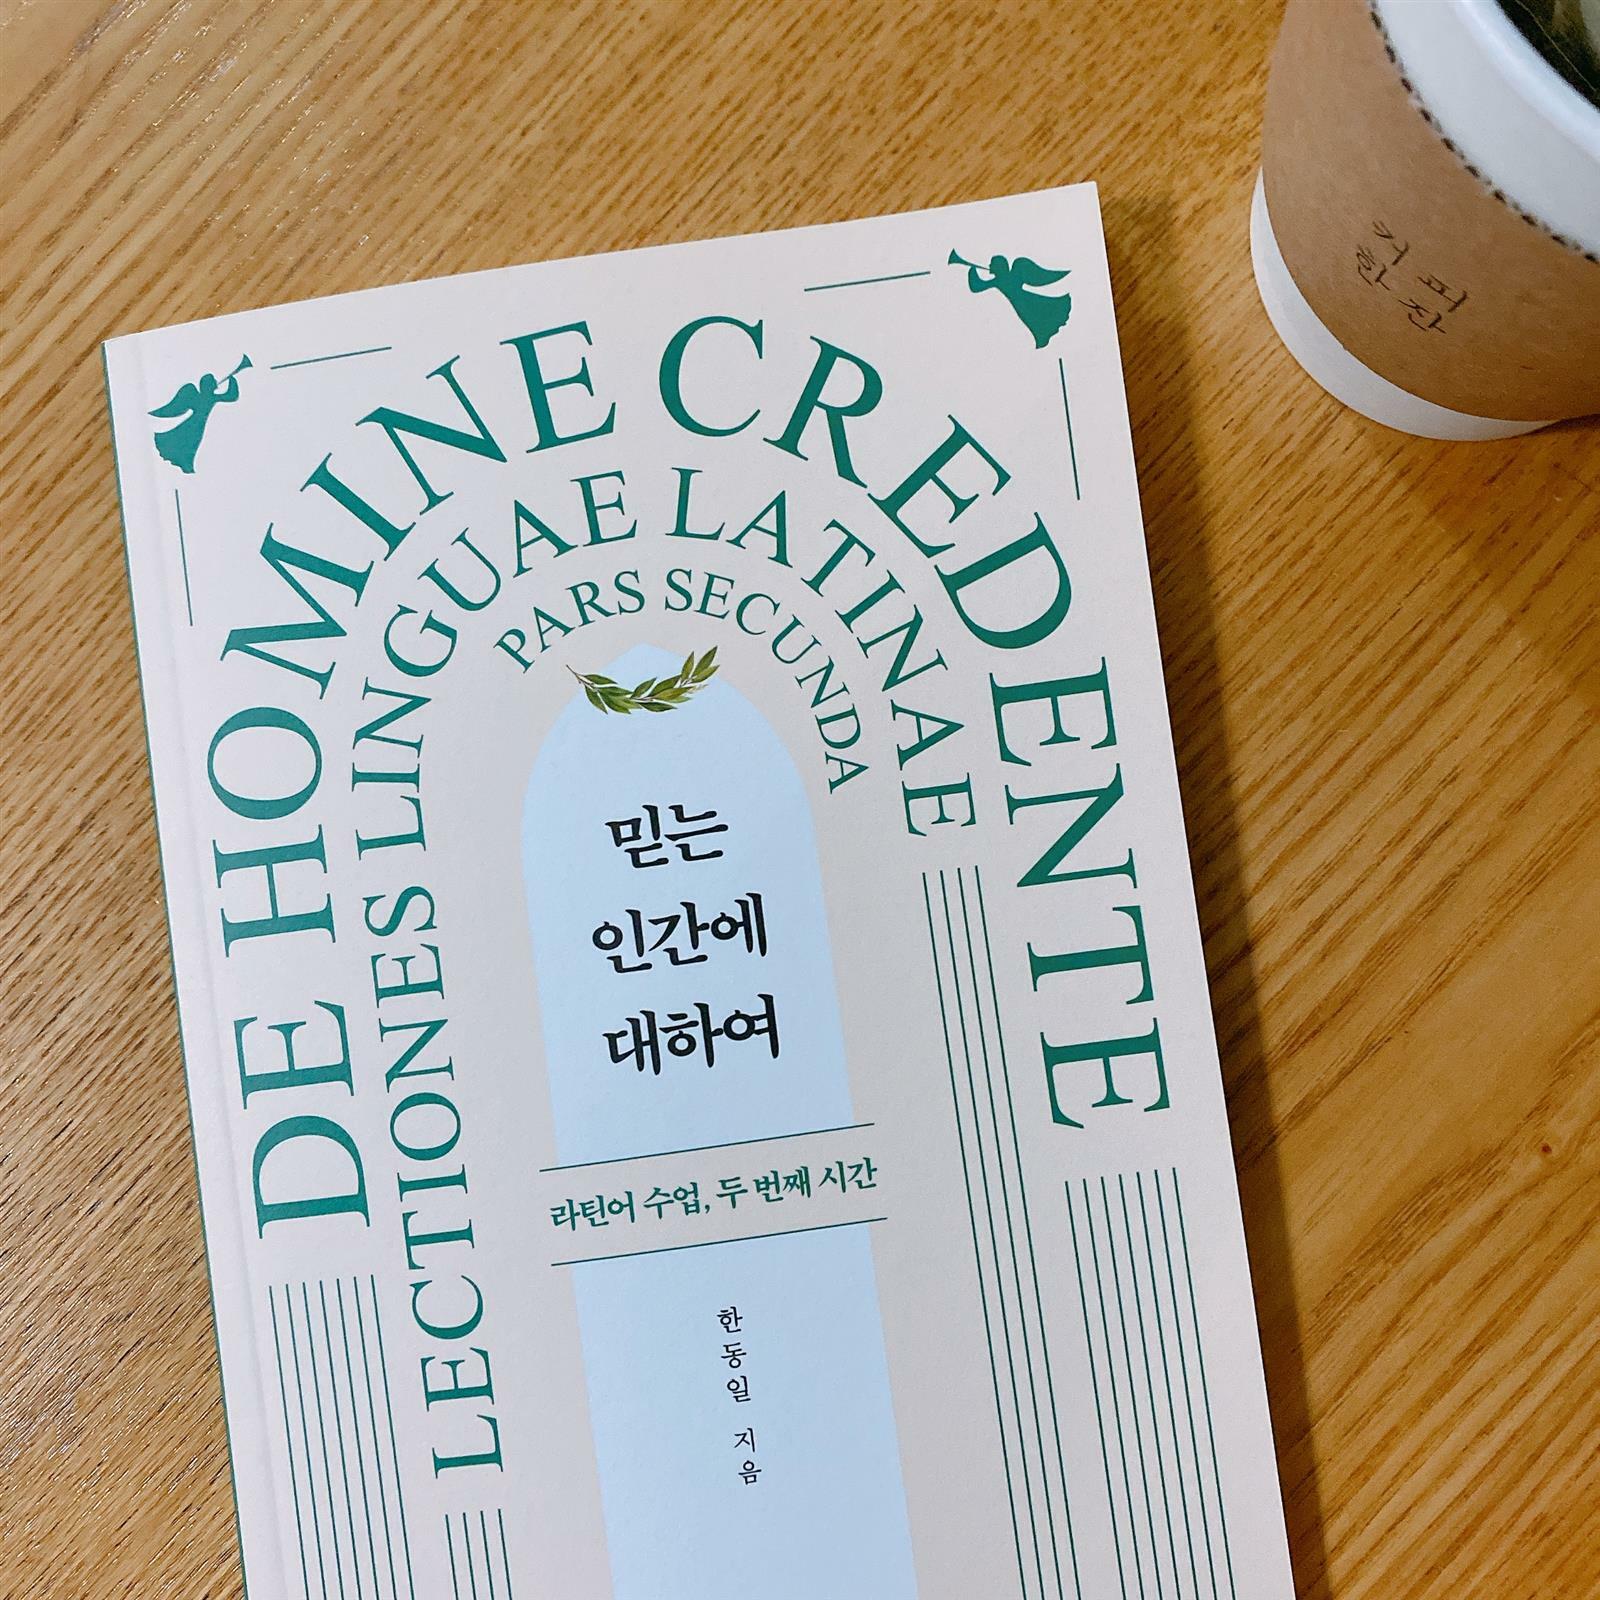 DE HOMINE CREDENTE
LECTIONES LINGUAE LATINAE
PARS SECUNDA
믿는
인간에
대하여
라틴어 수업, 두 번째 시간
한동일 지음
커피
한잔